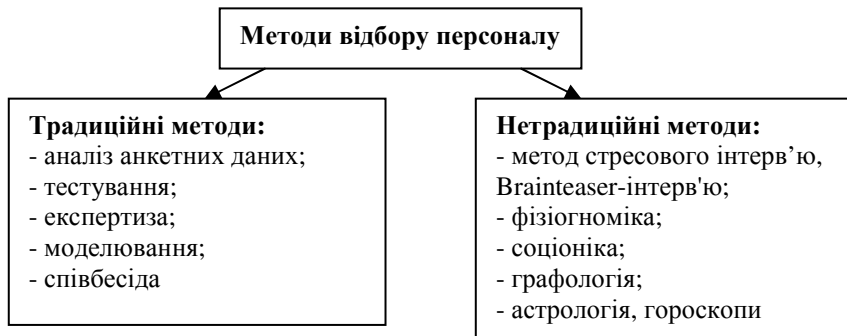 Методи відбору персоналу
Традиційні методи:
- аналіз анкетних даних;
- тестування;
- експертиза;
- моделювання;
- співбесіда
Нетрадиційні методи:
- метод стресового інтерв’ю,
Brainteaser-інтерв'ю;
- фізіогноміка;
- соціоніка;
- графологія;
- астрологія, гороскопи